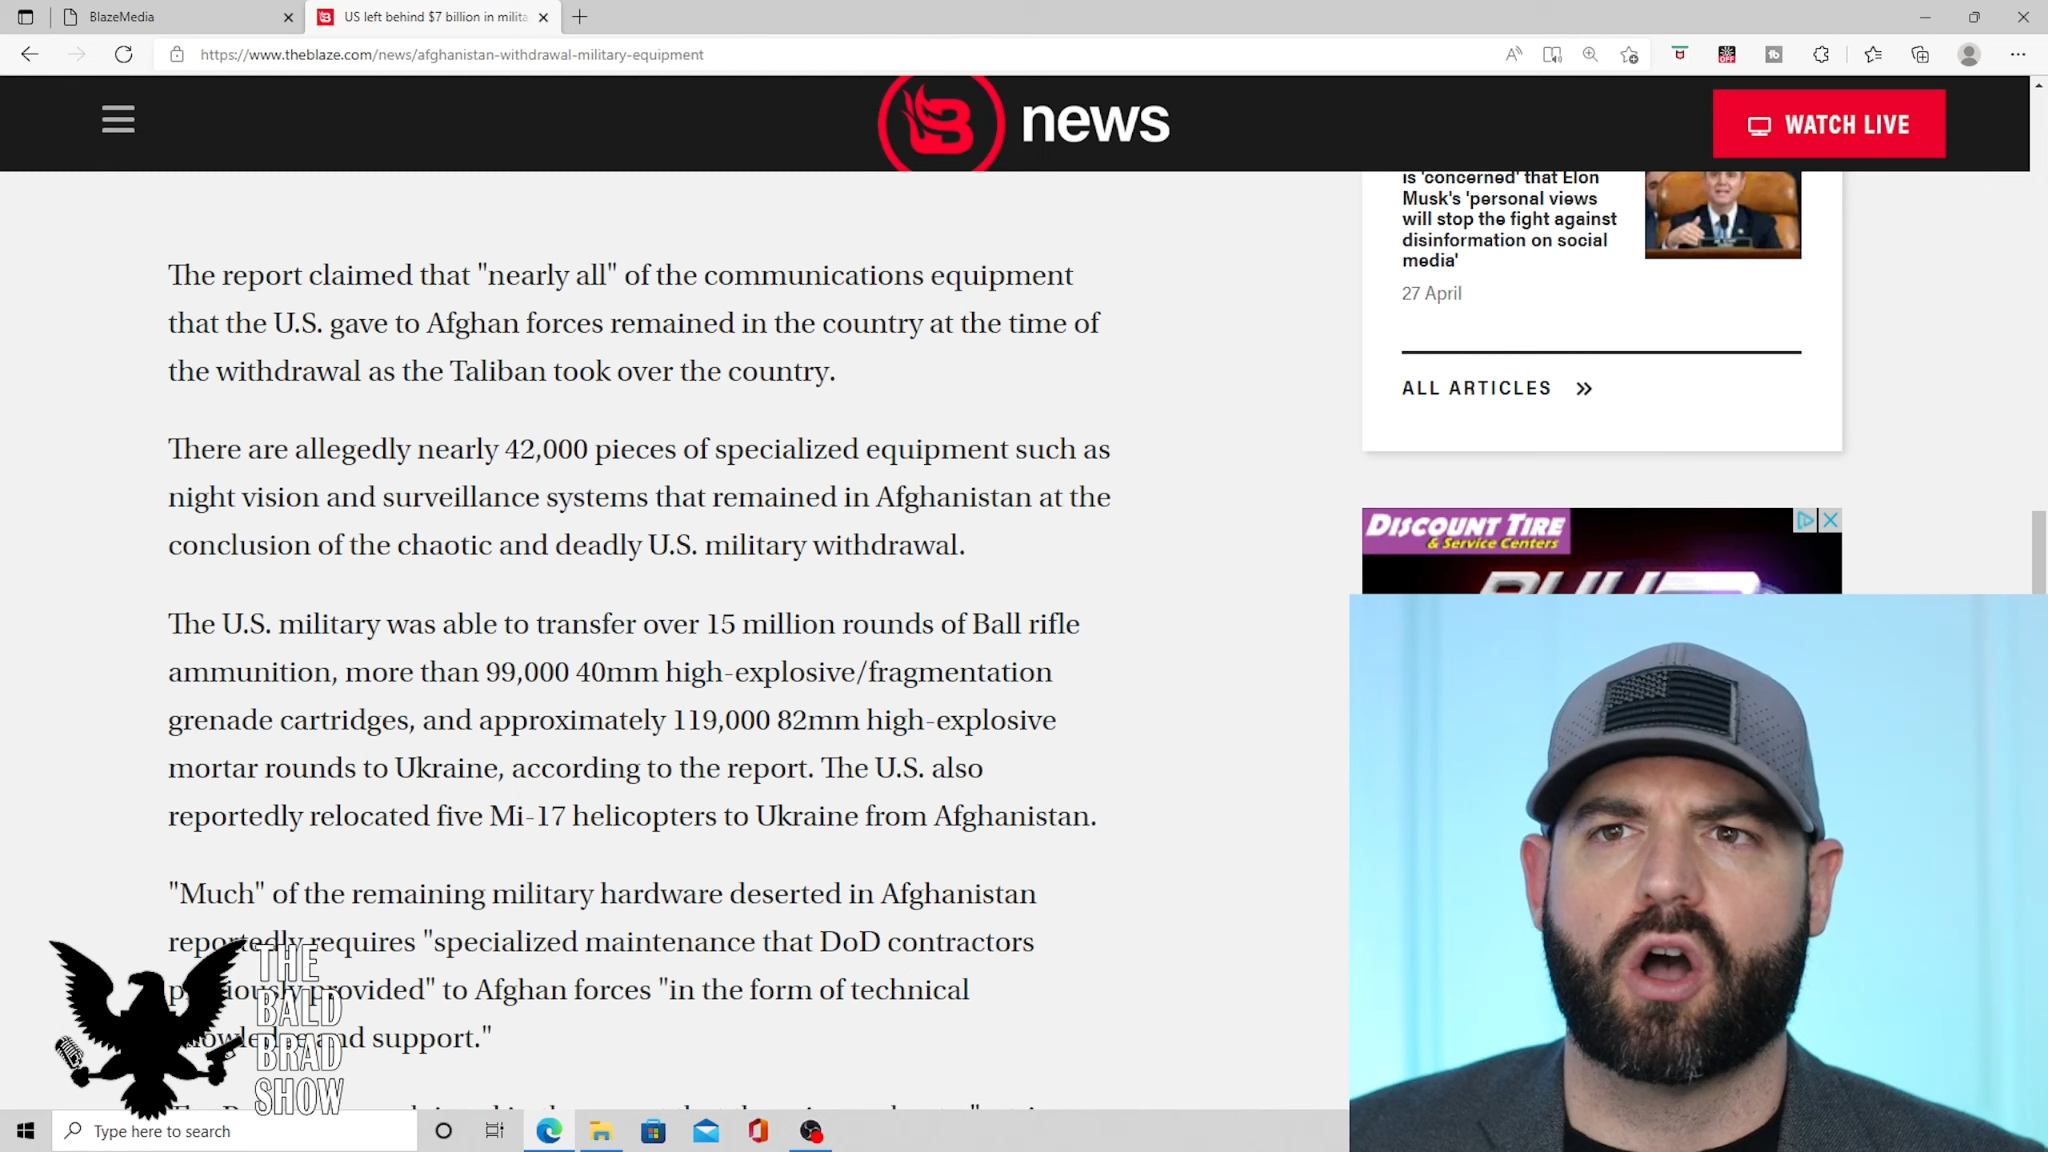 BlazeMedia
US left behind $7 billion in milita
https://www.theblaze.com/news/afghanistan-withdrawal-military-equipment
OFF
tb
B news
WATCH LIVE
The report claimed that "nearly all" of the communications equipment
that the U.S. gave to Afghan forces remained in the country at the time of
the withdrawal as the Taliban took over the country.
There are allegedly nearly 42,000 pieces of specialized equipment such as
night vision and surveillance systems that remained in Afghanistan at the
conclusion of the chaotic and deadly U.S. military withdrawal.
The U.S. military was able to transfer over 15 million rounds of Ball rifle
ammunition, more than 99,000 40mm high-explosive/fragmentation
grenade cartridges, and approximately 119,000 82mm high-explosive
mortar rounds to Ukraine, according to the report. The U.S. also
reportedly relocated five Mi-17 helicopters to Ukraine from Afghanistan.
"Much" of the remaining military hardware deserted in Afghanistan
reportedly requires "specialized maintenance that DoD contractors
provided" to Afghan forces "in the form of technical
and support."
is 'concerned' that Elon
Musk's 'personal views
will stop the fight against
disinformation on social
media'
27 April
ALL ARTICLES
DISCOUNT TIRE
& Service Centers
THE
BALD
BRAD
SHOW
Type here to search